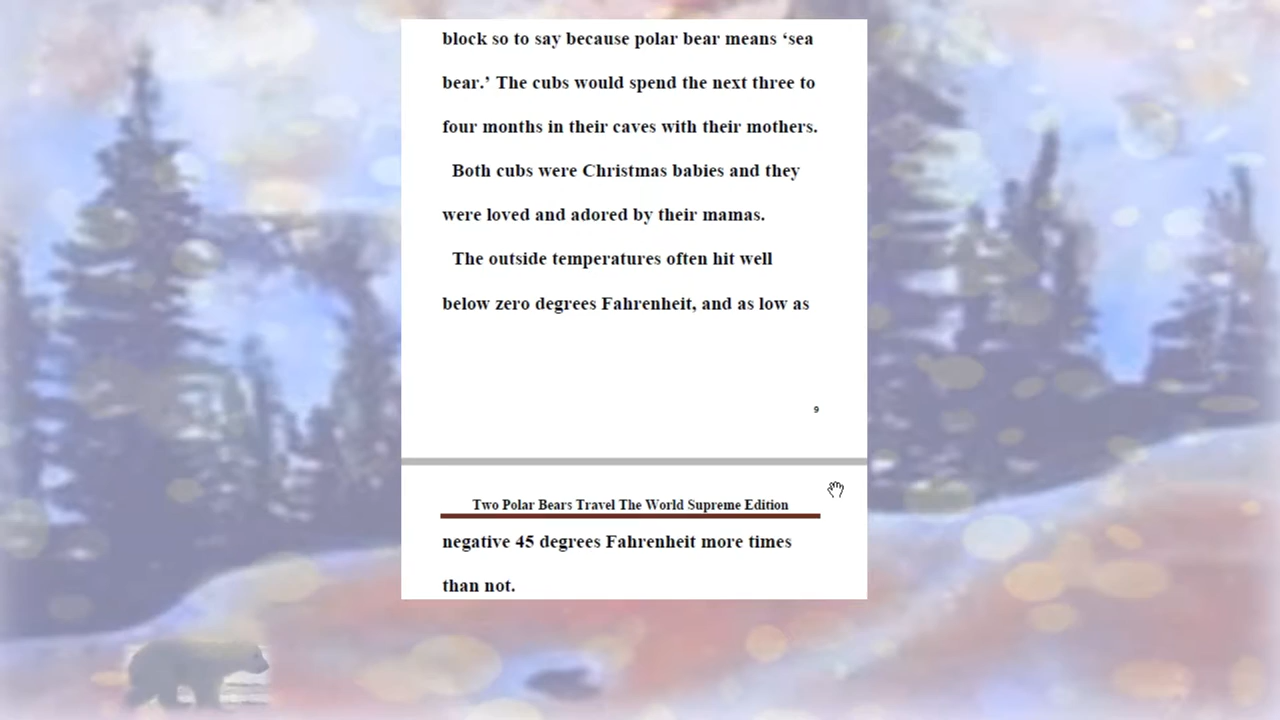 block so to say because polar bear means ‘sea
bear.’ The cubs would spend the next three to
four months in their caves with their mothers.
Both cubs were Christmas babies and they
were loved and adored by their mamas.
The outside temperatures often hit well
below zero degrees Fahrenheit, and as low as
9
Two Polar Bears Travel The World Supreme Edition
negative 45 degrees Fahrenheit more times
than not.